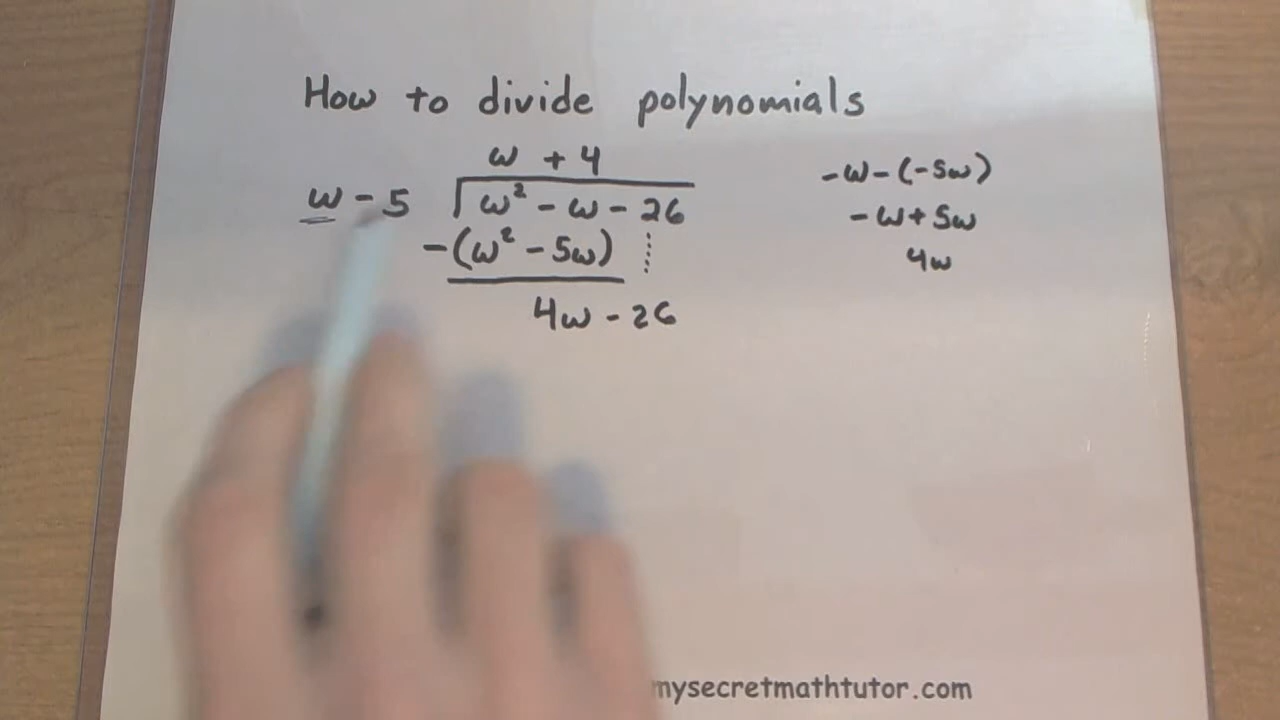 How to divide polynomials
w + 4
w - 5 w² - w - 26
-(w² - 5w)
4w - 26
-w-(-5w)
-w+5w
4w
mysecretmathtutor.com